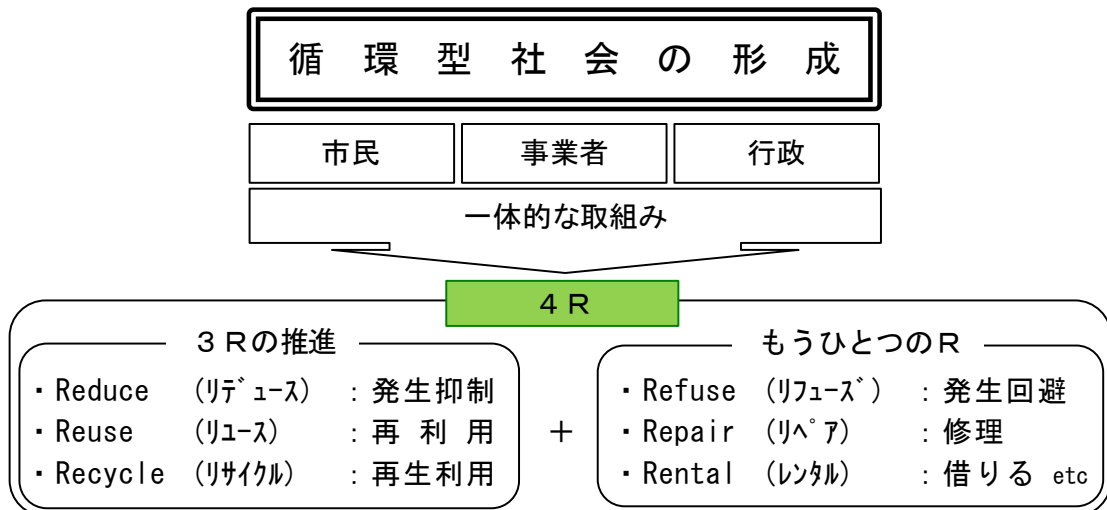 循環型社会の形成
市民 事業者 行政
一体的な取組み
４Ｒ
３Ｒの推進
・Reduce （ﾘﾃﾞｭｰｽ） ：発生抑制
・Reuse （ﾘﾕｰｽ） ：再利用
・Recycle （ﾘｻｲｸﾙ） ：再生利用
＋
もうひとつのＲ
・Refuse （ﾘﾌｭｰｽﾞ） ：発生回避
・Repair （ﾘﾍﾟｱ） ：修理
・Rental （ﾚﾝﾀﾙ） ：借りる etc